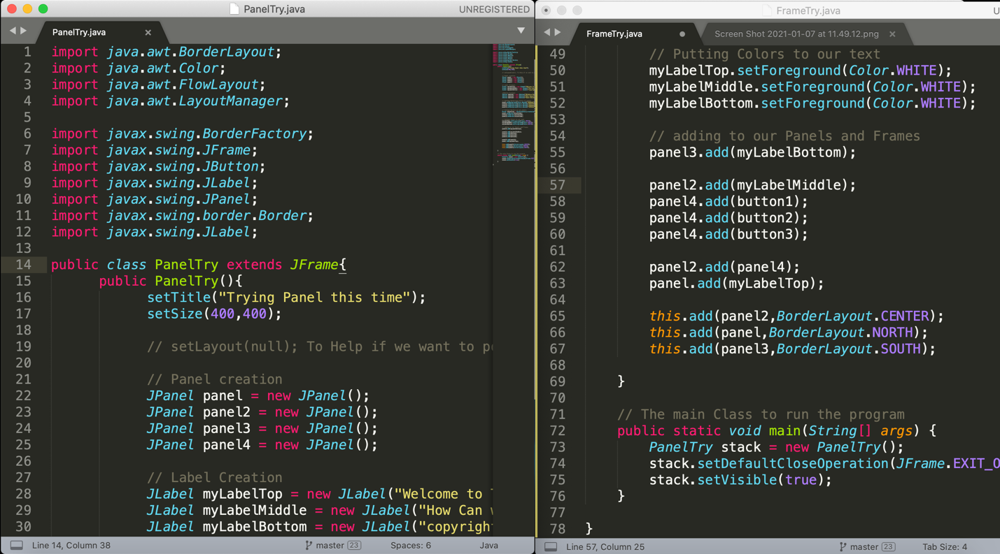 PanelTry.java
UNREGISTERED
PanelTry.java ×
1 import java.awt.BorderLayout;
2 import java.awt.Color;
3 import java.awt.FlowLayout;
4 import java.awt.LayoutManager;
5
6 import javax.swing.BorderFactory;
7 import javax.swing.JFrame;
8 import javax.swing.JButton;
9 import javax.swing.JLabel;
10 import javax.swing.JPanel;
11 import javax.swing.border.Border;
12 import javax.swing.JLabel;
13
14 public class PanelTry extends JFrame{
15 public PanelTry(){
16 setTitle("Trying Panel this time");
17 setSize(400,400);
18
19 // setLayout(null); To Help if we want to
20
21 // Panel creation
22 JPanel panel = new JPanel();
23 JPanel panel2 = new JPanel();
24 JPanel panel3 = new JPanel();
25 JPanel panel4 = new JPanel();
26
27 // Label Creation
28 JLabel myLabelTop = new JLabel("Welcome to
29 JLabel myLabelMiddle = new JLabel("How Can
30 JLabel myLabelBottom = new JLabel("copyright
Line 14, Column 38
master 23
Spaces: 6
Java
FrameTry.java
U
FrameTry.java
Screen Shot 2021-01-07 at 11.49.12.png ×
49 // Putting Colors to our text
50 myLabelTop.setForeground(Color.WHITE);
51 myLabelMiddle.setForeground(Color.WHITE);
52 myLabelBottom.setForeground(Color.WHITE);
53
54 // adding to our Panels and Frames
55 panel3.add(myLabelBottom);
56
57 panel2.add(myLabelMiddle);
58 panel4.add(button1);
59 panel4.add(button2);
60 panel4.add(button3);
61
62 panel2.add(panel4);
63 panel.add(myLabelTop);
64
65 this.add(panel2,BorderLayout.CENTER);
66 this.add(panel,BorderLayout.NORTH);
67 this.add(panel3,BorderLayout.SOUTH);
68
69 }
70
71 // The main Class to run the program
72 public static void main(String[] args) {
73 PanelTry stack = new PanelTry();
74 stack.setDefaultCloseOperation(JFrame.EXIT_O
75 stack.setVisible(true);
76 }
77
78 }
Line 57, Column 25
master 23
Tab Size: 4